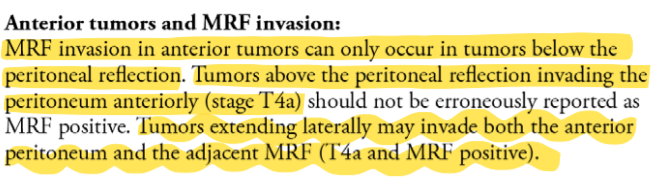 Anterior tumors and MRF invasion:
MRF invasion in anterior tumors can only occur in tumors below the
peritoneal reflection. Tumors above the peritoneal reflection invading the
peritoneum anteriorly (stage T4a) should not be erroneously reported as
MRF positive. Tumors extending laterally may invade both the anterior
peritoneum and the adjacent MRF (T4a and MRF positive).